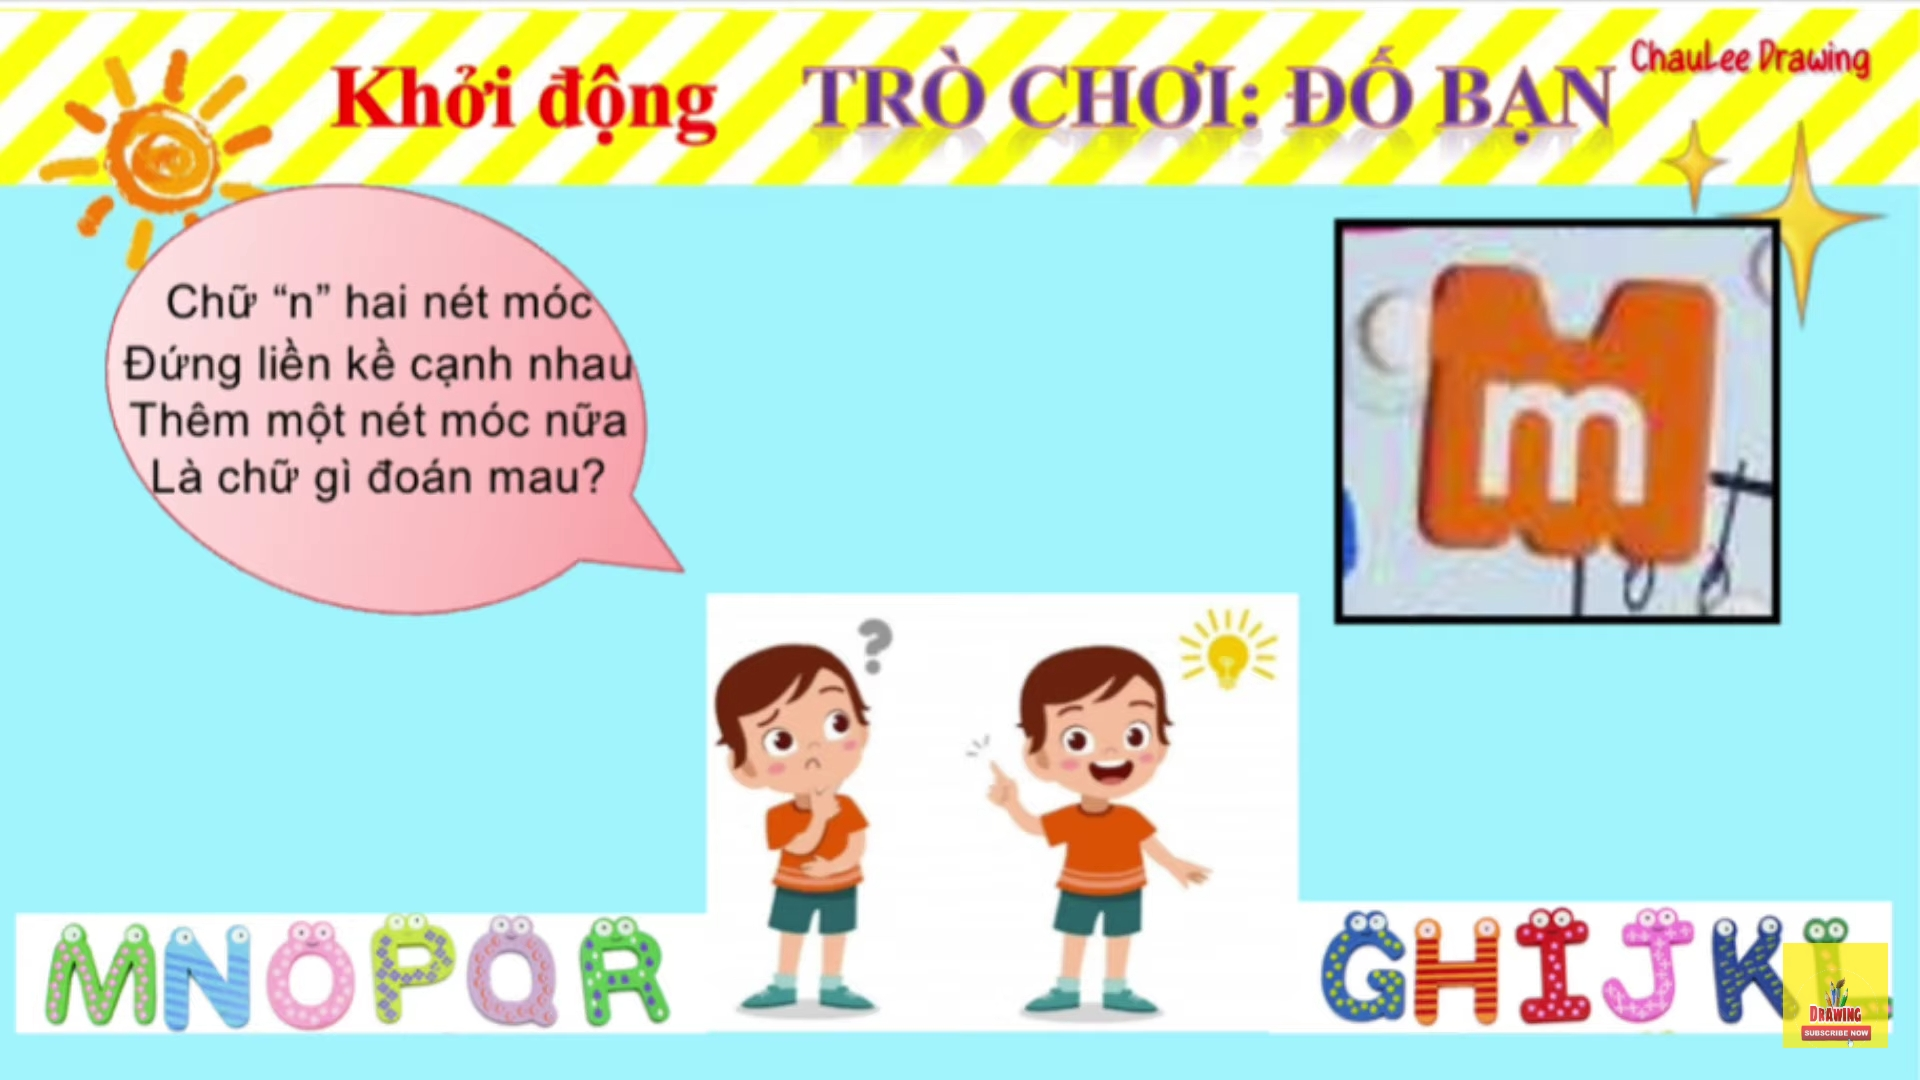 Khởi động TRÒ CHƠI: ĐỐ BẠN
ChauLee Drawing
Chữ “n” hai nét móc
Đứng liền kề cạnh nhau
Thêm một nét móc nữa
Là chữ gì đoán mau?
m
?
MNOPQR
GHIJKL
DRAWING
SUBSCRIBE NOW